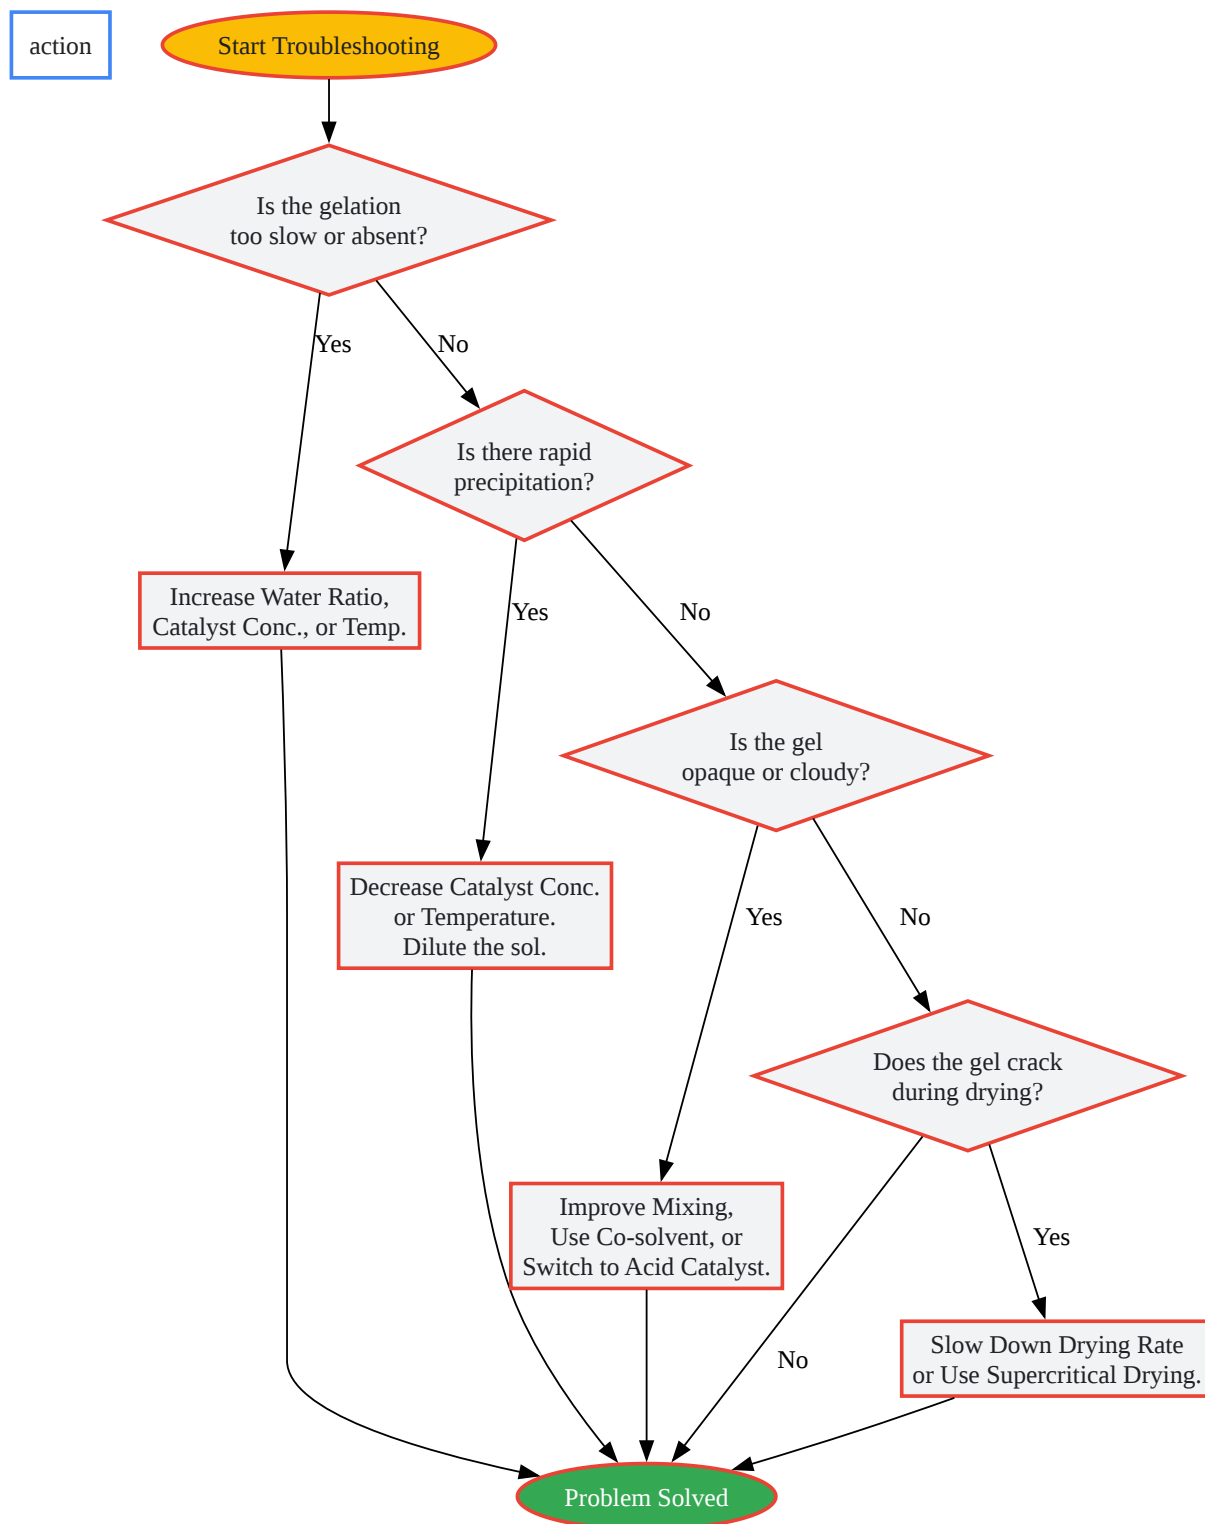 action
Start Troubleshooting
Is the gelation
too slow or absent?
Yes
No
Is there rapid
precipitation?
Increase Water Ratio,
Catalyst Conc., or Temp.
Yes
No
Is the gel
opaque or cloudy?
Decrease Catalyst Conc.
or Temperature.
Dilute the sol.
Yes
No
Does the gel crack
during drying?
Improve Mixing,
Use Co-solvent, or
Switch to Acid Catalyst.
Yes
No
Slow Down Drying Rate
or Use Supercritical Drying.
Problem Solved